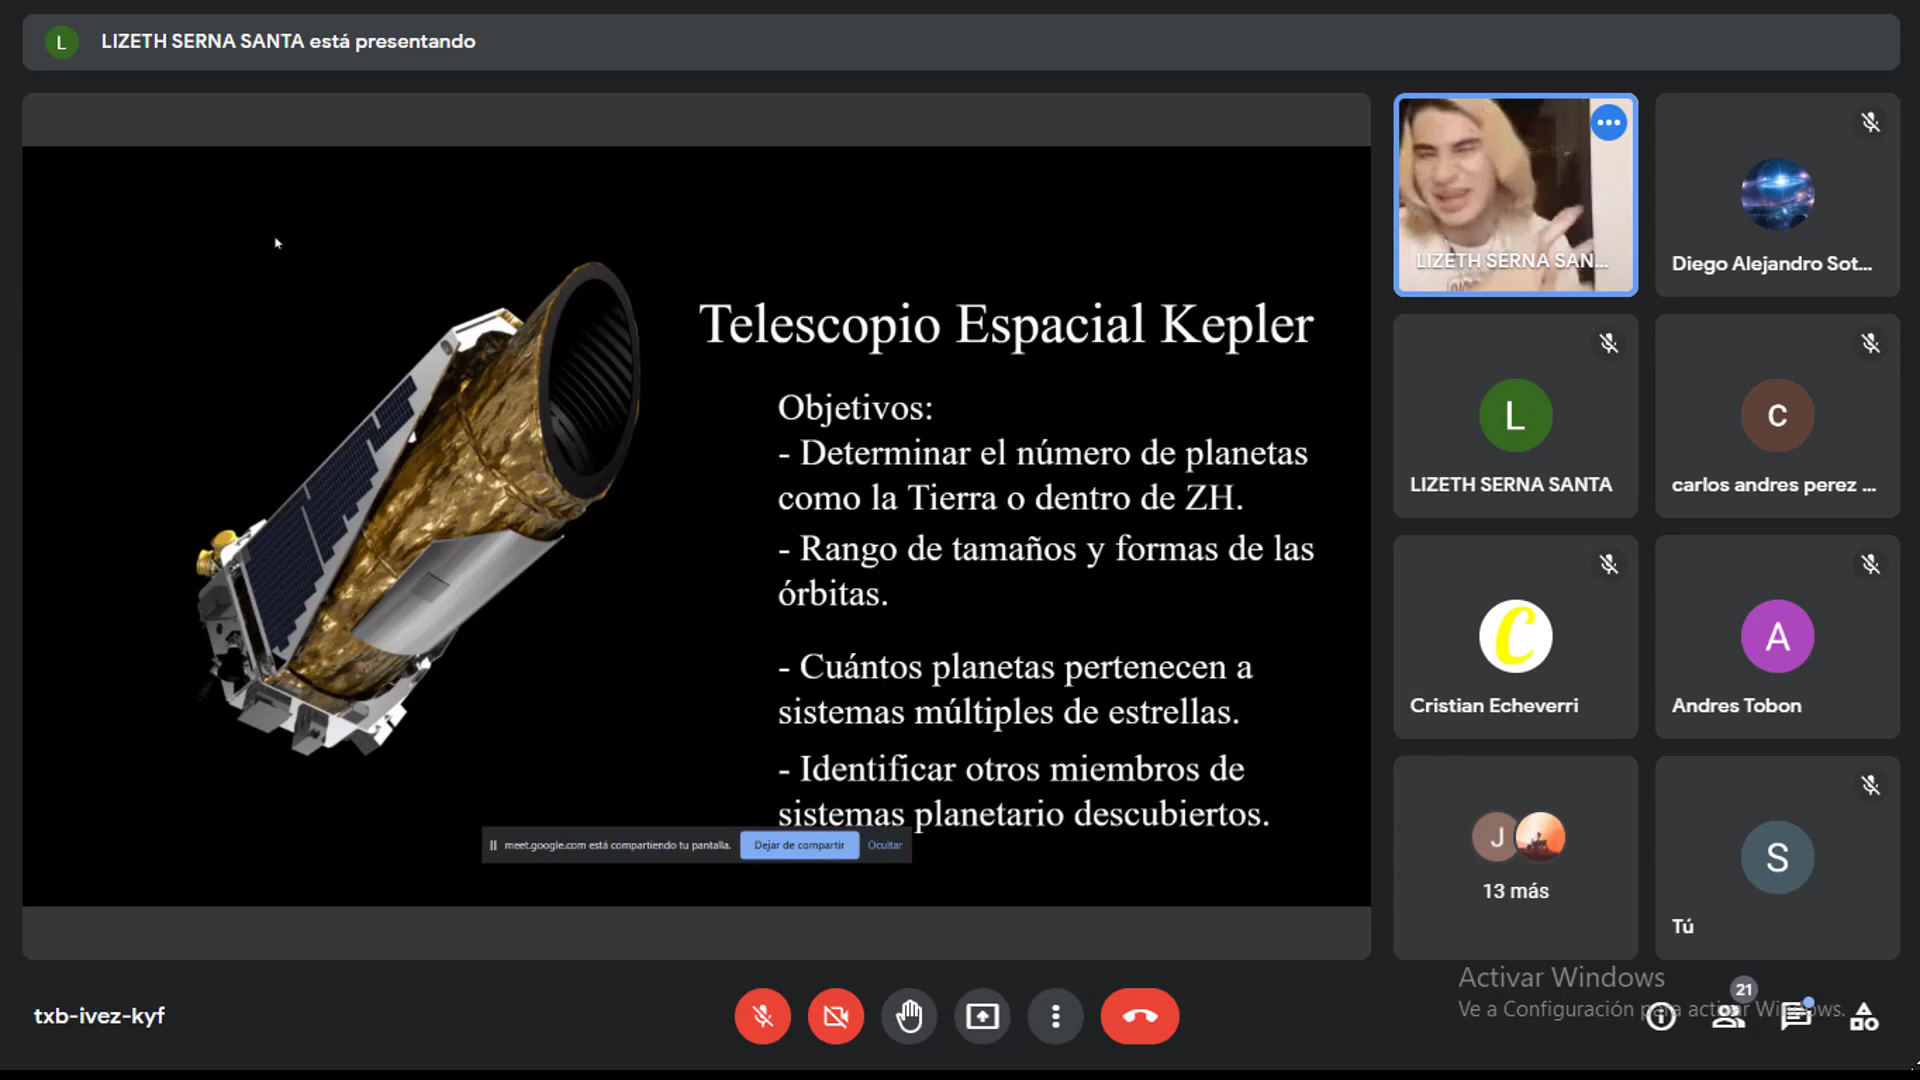 L
LIZETH SERNA SANTA está presentando
Telescopio Espacial Kepler
Objetivos:
- Determinar el número de planetas
como la Tierra o dentro de ZH.
- Rango de tamaños y formas de las
órbitas.
- Cuántos planetas pertenecen a
sistemas múltiples de estrellas.
- Identificar otros miembros de
sistemas planetario descubiertos.
meet.google.com está compartiendo tu pantalla.
Dejar de compartir
Ocultar
LIZETH SERNA SAN...
Diego Alejandro Sot...
L
LIZETH SERNA SANTA
c
carlos andres perez ...
C
Cristian Echeverri
A
Andres Tobon
J
13 más
S
Tú
Activar Windows
Ve a Configuración para activar Windows.
txb-ivez-kyf
21